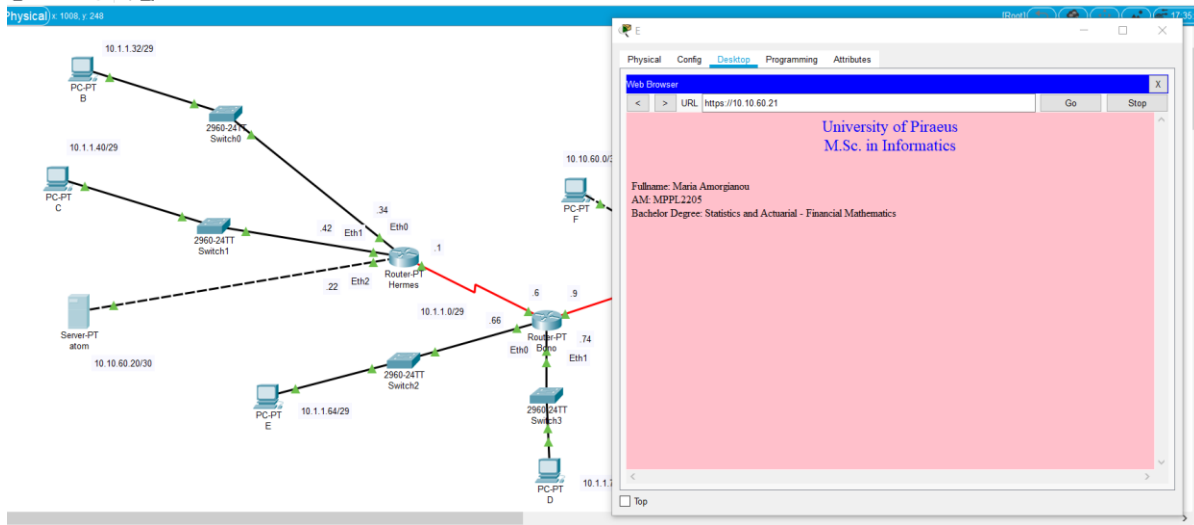 Physical x: 1008, y: 248
[Root]
17:35
10.1.1.32/29
PC-PT
B
2960-24TT
Switch0
10.1.1.40/29
PC-PT
C
2960-24TT
Switch1
.34
Eth0
.42
Eth1
.1
Router-PT
Hermes
.22
Eth2
Server-PT
atom
10.10.60.20/30
10.1.1.0/29
.6
.9
.66
Router-PT
Bono
.74
Eth0
Eth1
2960-24TT
Switch2
PC-PT
E
10.1.1.64/29
2960-24TT
Switch3
PC-PT
D
10.10.60.0/3
PC-PT
F
E
Physical Config Desktop Programming Attributes
Web Browser X
< > URL https://10.10.60.21 Go Stop
University of Piraeus
M.Sc. in Informatics
Fullname: Maria Amorgianou
AM: MPPL2205
Bachelor Degree: Statistics and Actuarial - Financial Mathematics
Top